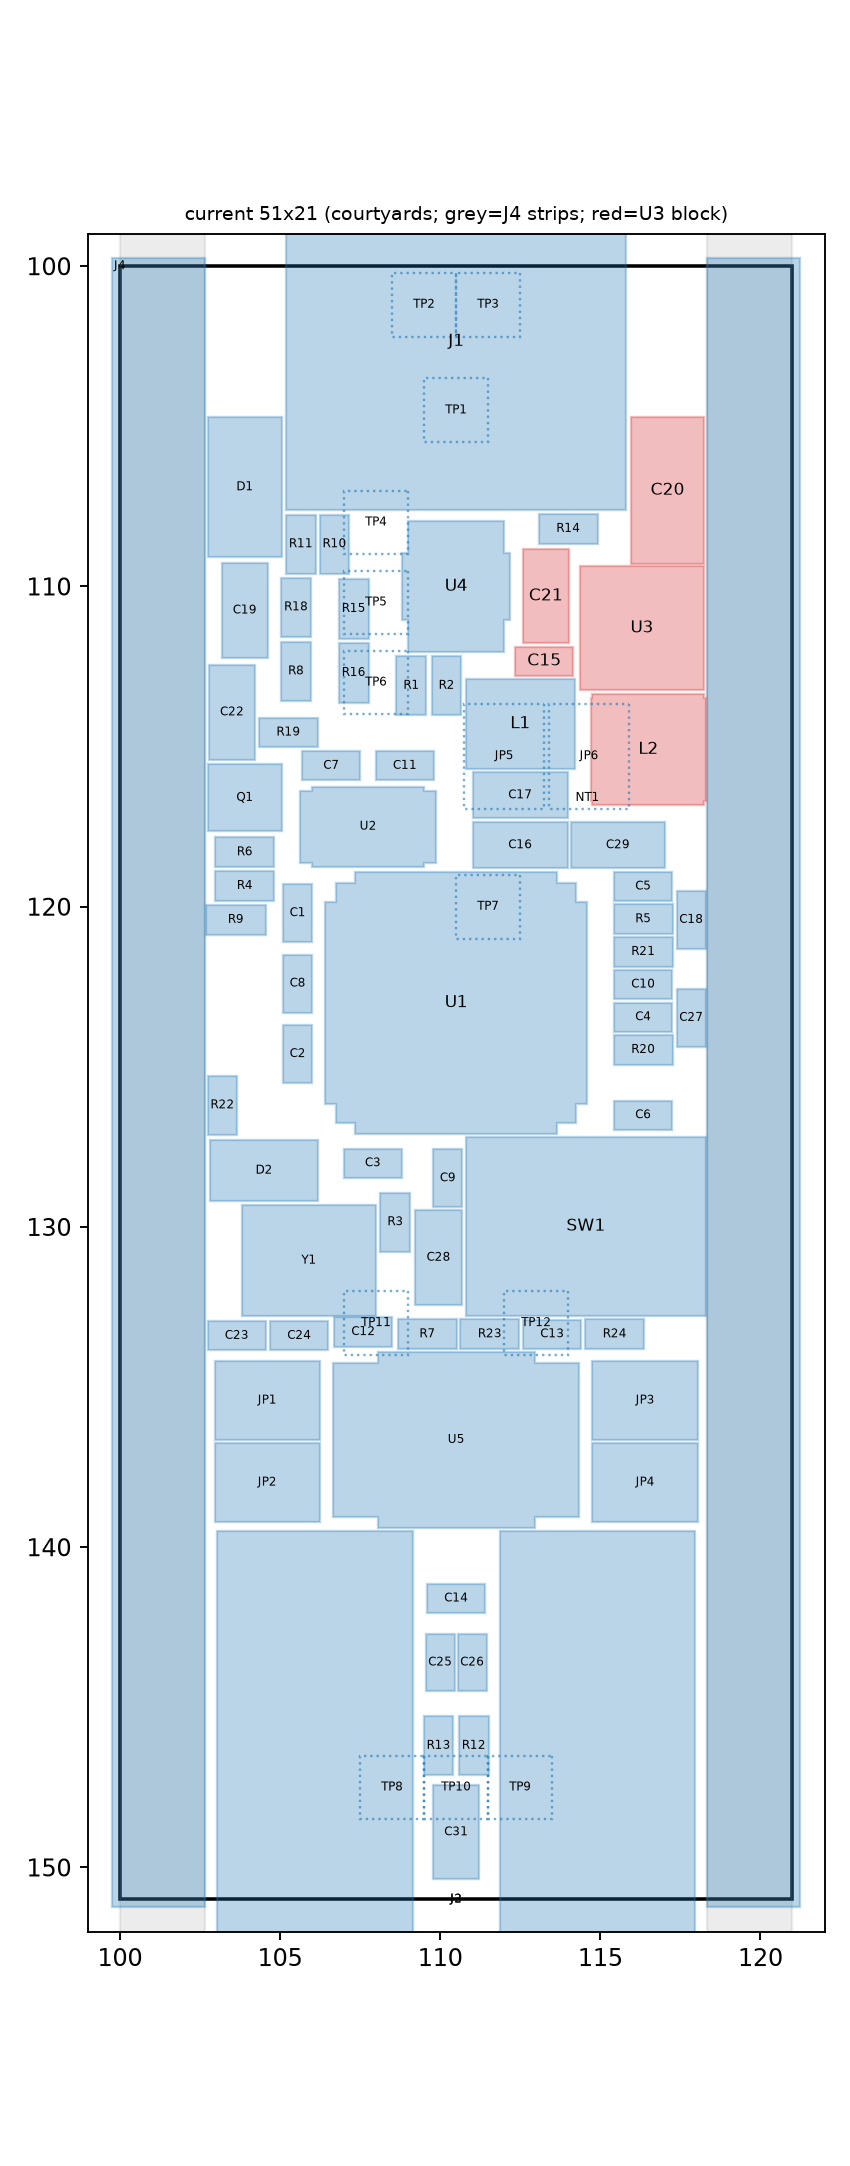 current 51x21 (courtyards; grey=J4 strips; red=U3 block)
100
J4
TP2 TP3
J1
TP1
D1 C20
TP4 R14
R11 R10
110
U4
C21
C19 R18 R15 TP5
U3
C15
R8 R16 TP6 R1 R2
C22
L1
R19
JP5 JP6 L2
C7 C11
Q1 C17 NT1
U2
R6 C16 C29
R4 C5
120
R9 C1 TP7 R5 C18
R21
C8 U1 C10
C2 C4 C27
R20
R22 C6
D2 C3 C9
130
R3 SW1
Y1 C28
TP11 TP12
C23 C24 C12 R7 R23 C13 R24
JP1 JP3
U5
JP2 JP4
140
C14
C25 C26
R13 R12
TP8 TP10 TP9
C31
150
J2
100 105 110 115 120